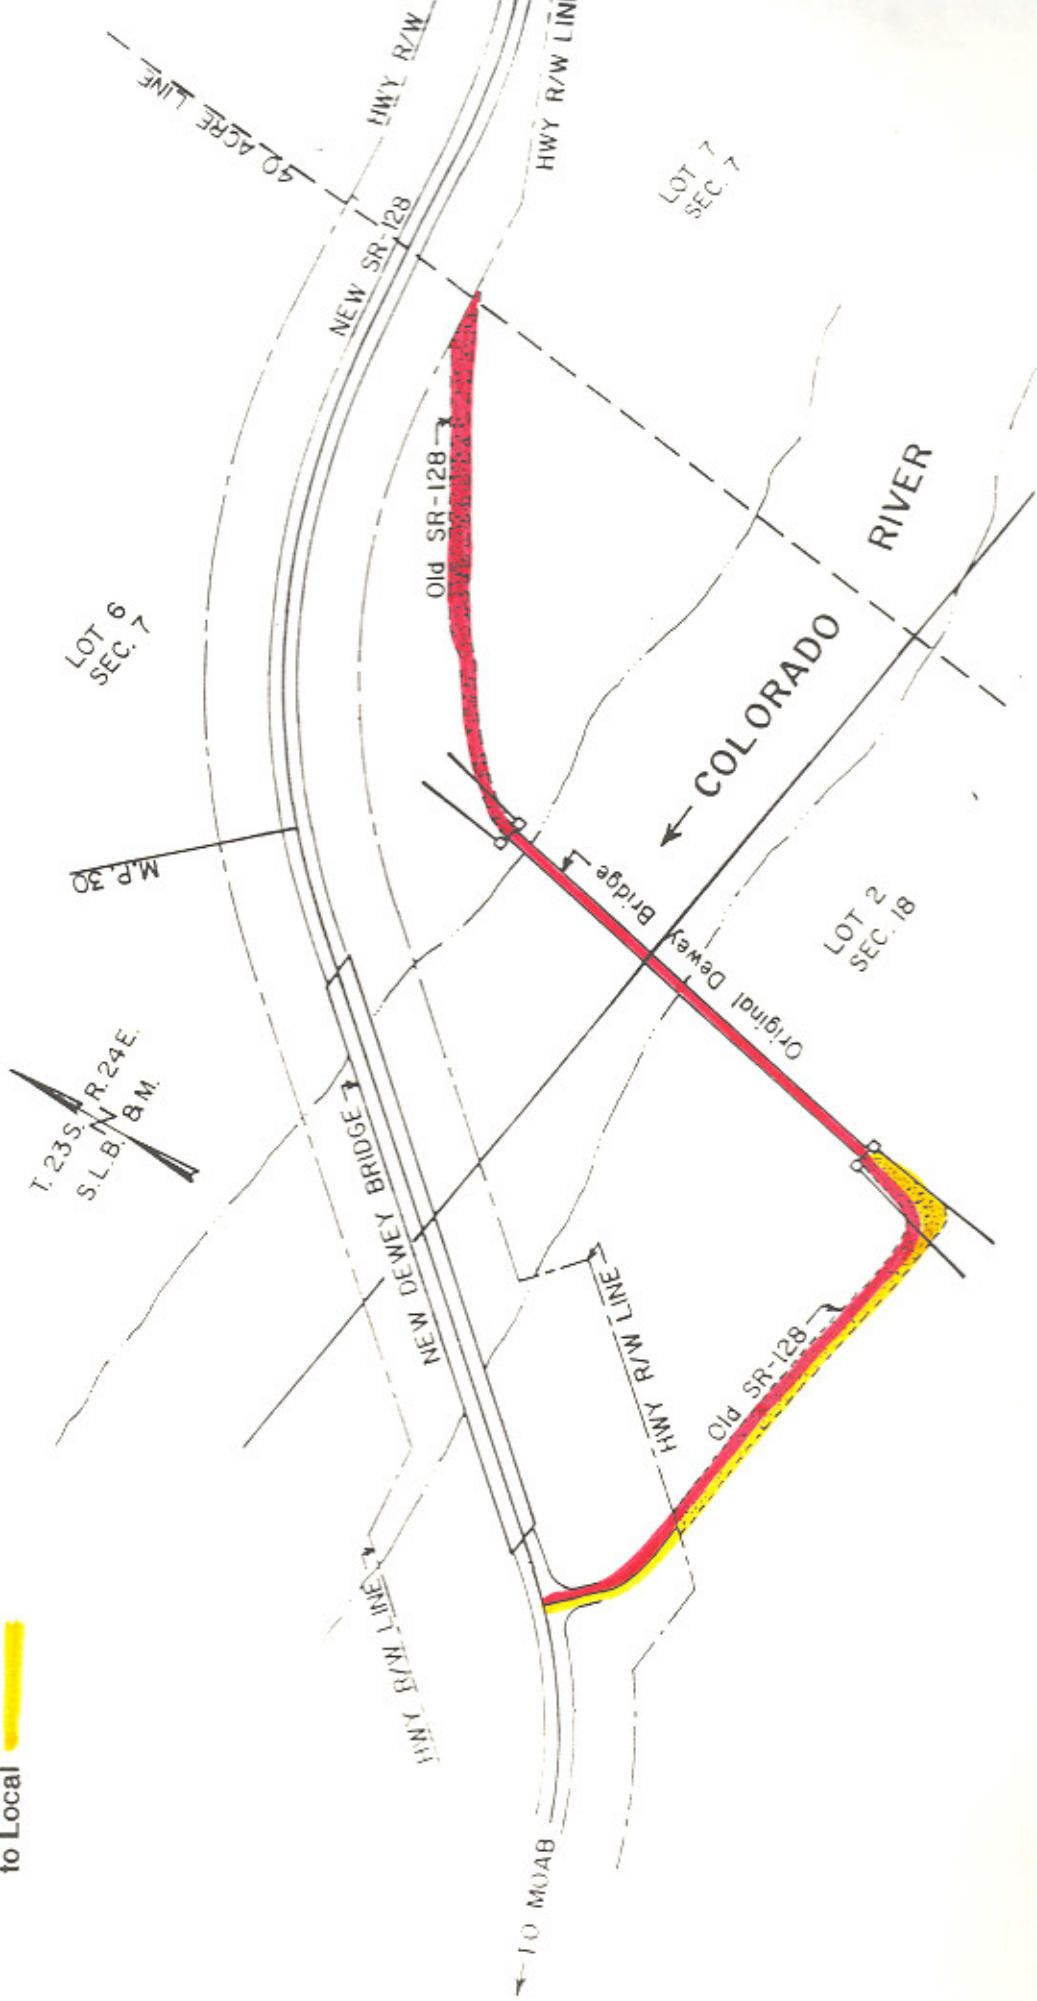 HWY R/W
HWY R/W LIN
40 ACRE LINE
NEW SR-128
LOT 7
SEC. 7
Old SR-128
RIVER
LOT 6
SEC. 7
← COLORADO
M.P. 30
Original Dewey Bridge
LOT 2
SEC. 18
T. 23 S. R. 24 E.
N
S.L.B. & M.
NEW DEWEY BRIDGE
HWY R/W LINE
Old SR-128
HWY R/W LINE
to Local
← TO MOAB